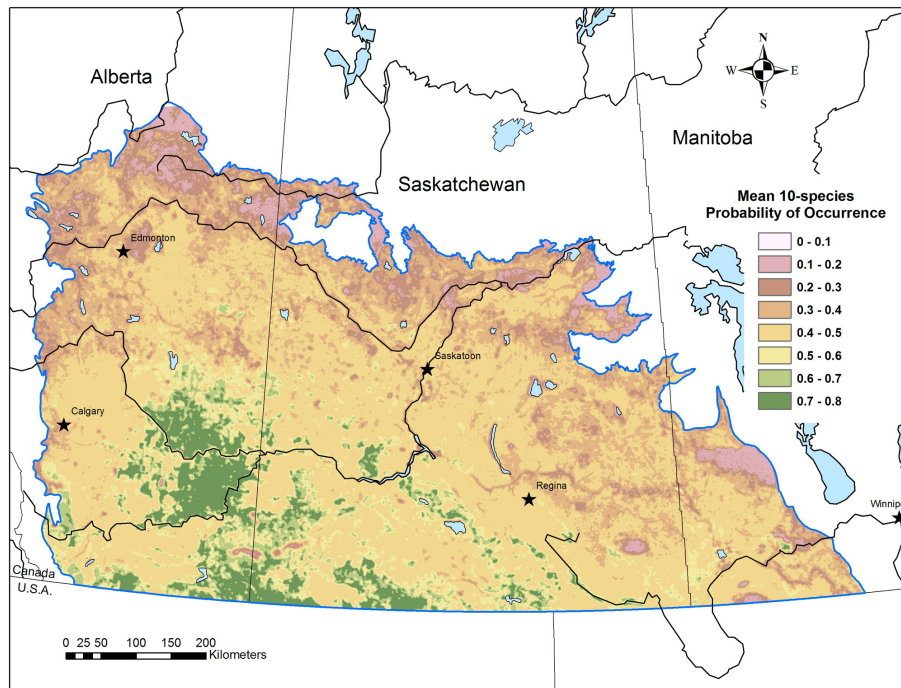 N
W
E
S
Alberta
Manitoba
Saskatchewan
Mean 10-species
Probability of Occurrence
0 - 0.1
0.1 - 0.2
0.2 - 0.3
0.3 - 0.4
0.4 - 0.5
0.5 - 0.6
0.6 - 0.7
0.7 - 0.8
Edmonton
Saskatoon
Calgary
Regina
Winnip
Canada
U.S.A.
0 25 50 100 150 200
Kilometers